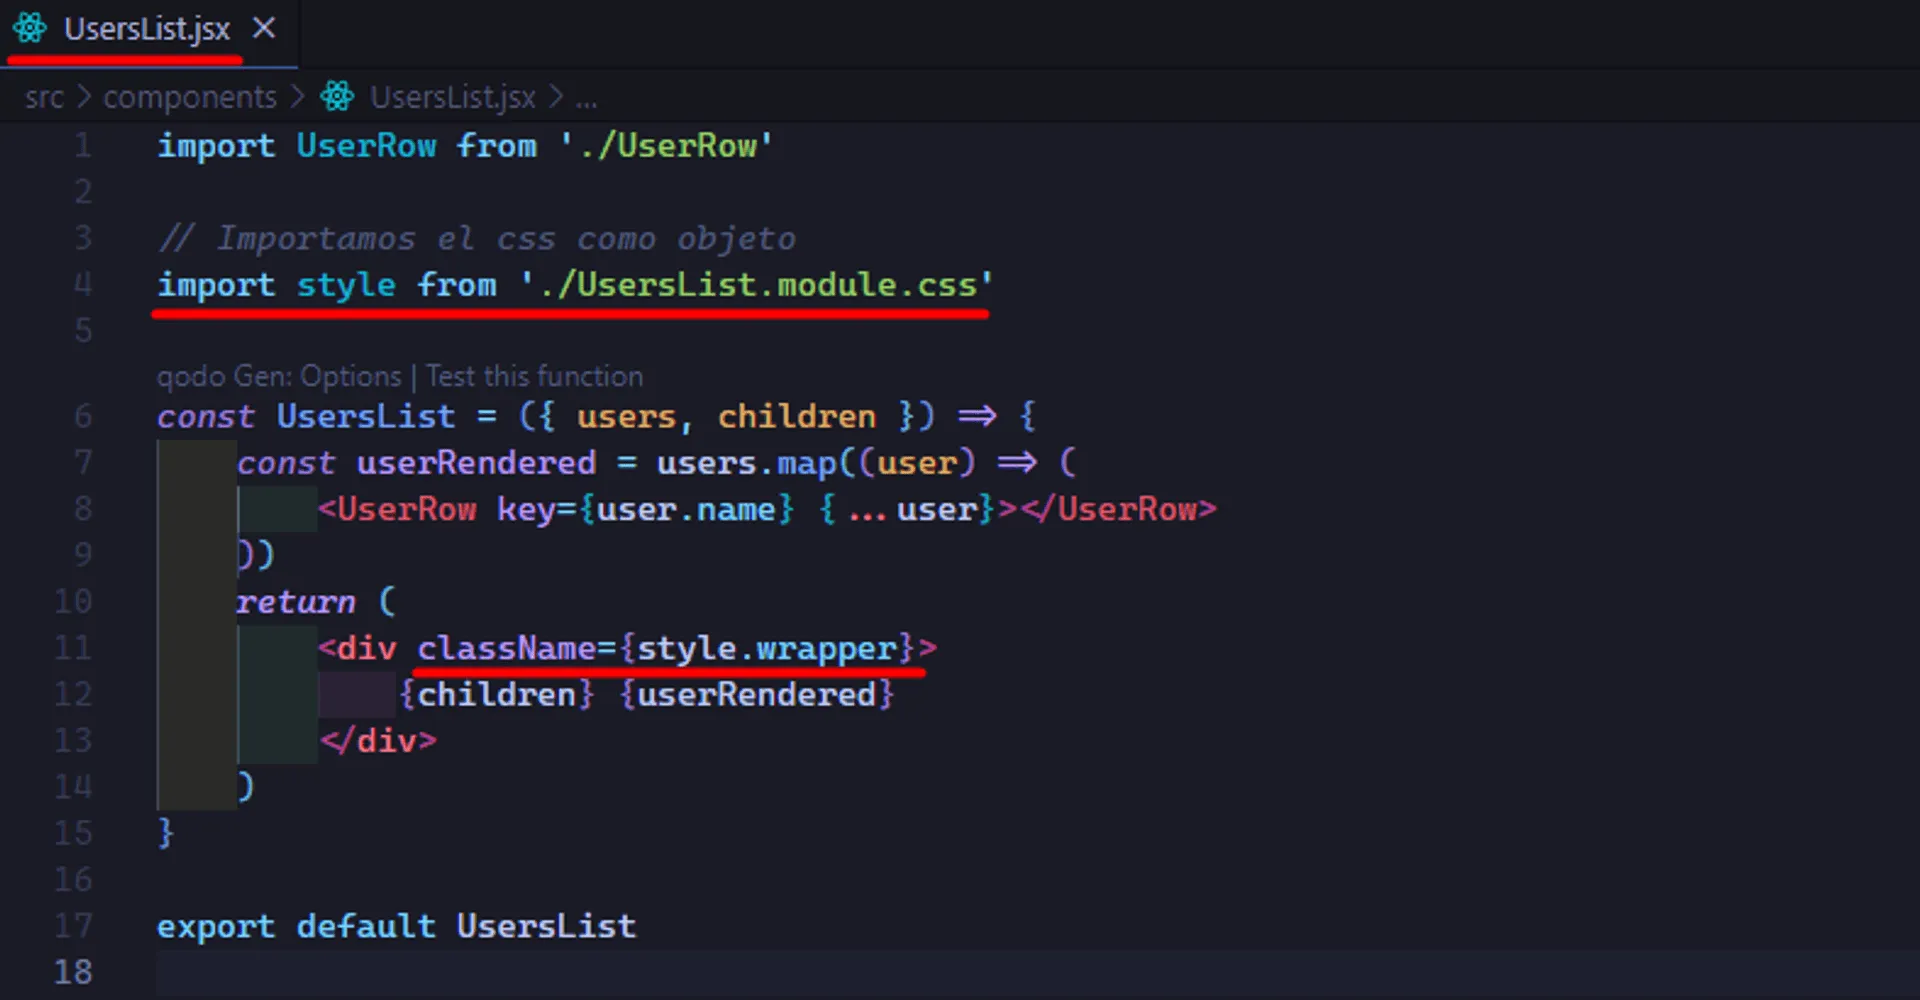 UsersList.jsx
src > components > UsersList.jsx > ...
1 import UserRow from './UserRow'
2
3 // Importamos el css como objeto
4 import style from './UsersList.module.css'
5
qodo Gen: Options | Test this function
6 const UsersList = ({ users, children }) => {
7 const userRendered = users.map((user) => (
8 <UserRow key={user.name} {...user}></UserRow>
9 ))
10 return (
11 <div className={style.wrapper}>
12 {children} {userRendered}
13 </div>
14 )
15 }
16
17 export default UsersList
18